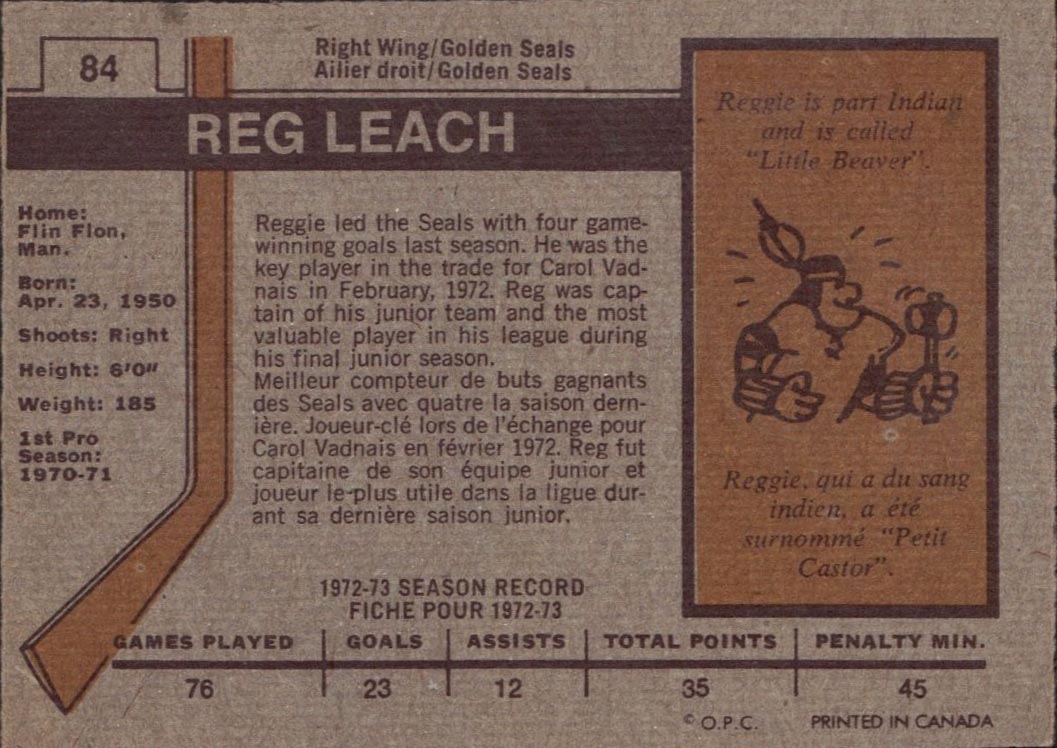 84
Right Wing/Golden Seals
Ailier droit/Golden Seals
REG LEACH
Home:
Flin Flon,
Man.
Born:
Apr. 23, 1950
Shoots: Right
Height: 6'0"
Weight: 185
1st Pro
Season:
1970-71
Reggie led the Seals with four game-
winning goals last season. He was the
key player in the trade for Carol Vad-
nais in February, 1972. Reg was cap-
tain of his junior team and the most
valuable player in his league during
his final junior season.
Meilleur compteur de buts gagnants
des Seals avec quatre la saison dern-
ière. Joueur-clé lors de l'échange pour
Carol Vadnais en février 1972. Reg fut
capitaine de son équipe junior et
joueur le plus utile dans la ligue dur-
ant sa dernière saison junior.
Reggie is part Indian
and is called
"Little Beaver".
Reggie, qui a du sang
indien, a été
surnommé "Petit
Castor".
1972-73 SEASON RECORD
FICHE POUR 1972-73
GAMES PLAYED GOALS ASSISTS TOTAL POINTS PENALTY MIN.
76 23 12 35 45
© O.P.C. PRINTED IN CANADA